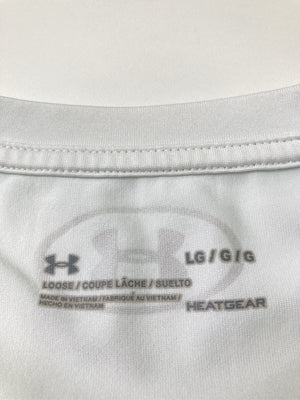 LG/G/G
LOOSE/COUPE LÂCHE/SUELTO
MADE IN VIETNAM/FABRIQUÉ AU VIETNAM/
HECHO EN VIETNAM
HEATGEAR